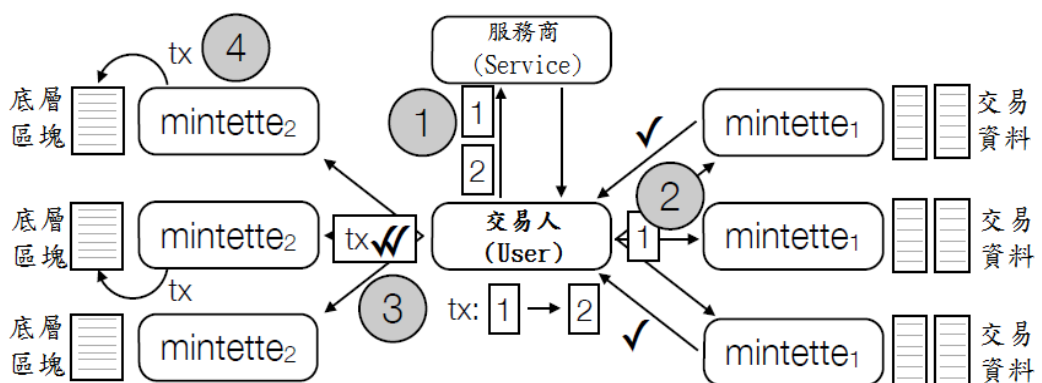 tx 4
服務商
(Service)
底層
區塊
mintette₂
1
1
2
✓
mintette₁
交易
資料
2
底層
區塊
mintette₂
tx ✓✓
交易人
(User)
1
mintette₁
交易
資料
tx
3
tx: 1 → 2
✓
底層
區塊
mintette₂
mintette₁
交易
資料